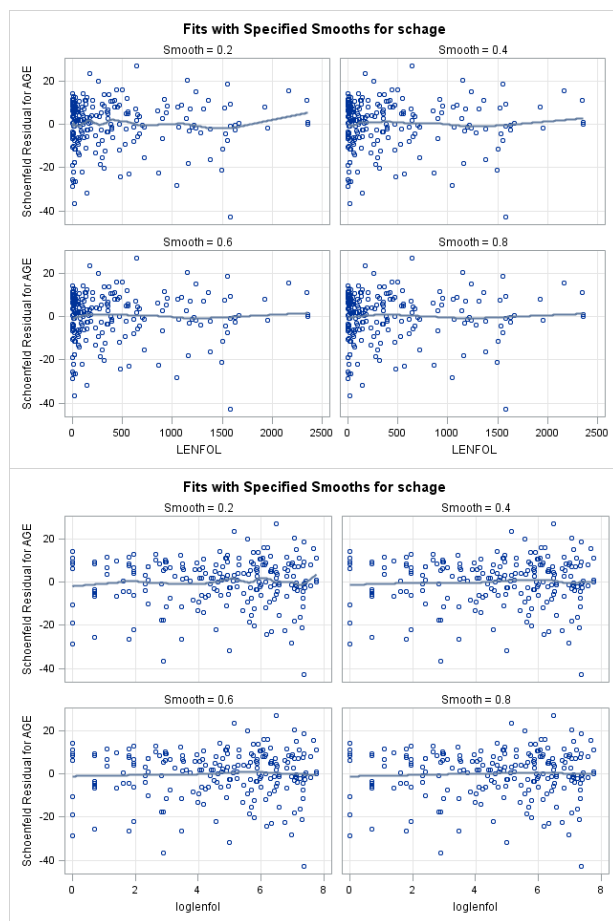 Fits with Specified Smooths for schage
Smooth = 0.2
Smooth = 0.4
Schoenfeld Residual for AGE
20
0
-20
-40
Smooth = 0.6
Smooth = 0.8
Schoenfeld Residual for AGE
20
0
-20
-40
0 500 1000 1500 2000 2500
0 500 1000 1500 2000 2500
LENFOL
LENFOL
Fits with Specified Smooths for schage
Smooth = 0.2
Smooth = 0.4
Schoenfeld Residual for AGE
20
0
-20
-40
Smooth = 0.6
Smooth = 0.8
Schoenfeld Residual for AGE
20
0
-20
-40
0 2 4 6 8
0 2 4 6 8
loglenfol
loglenfol